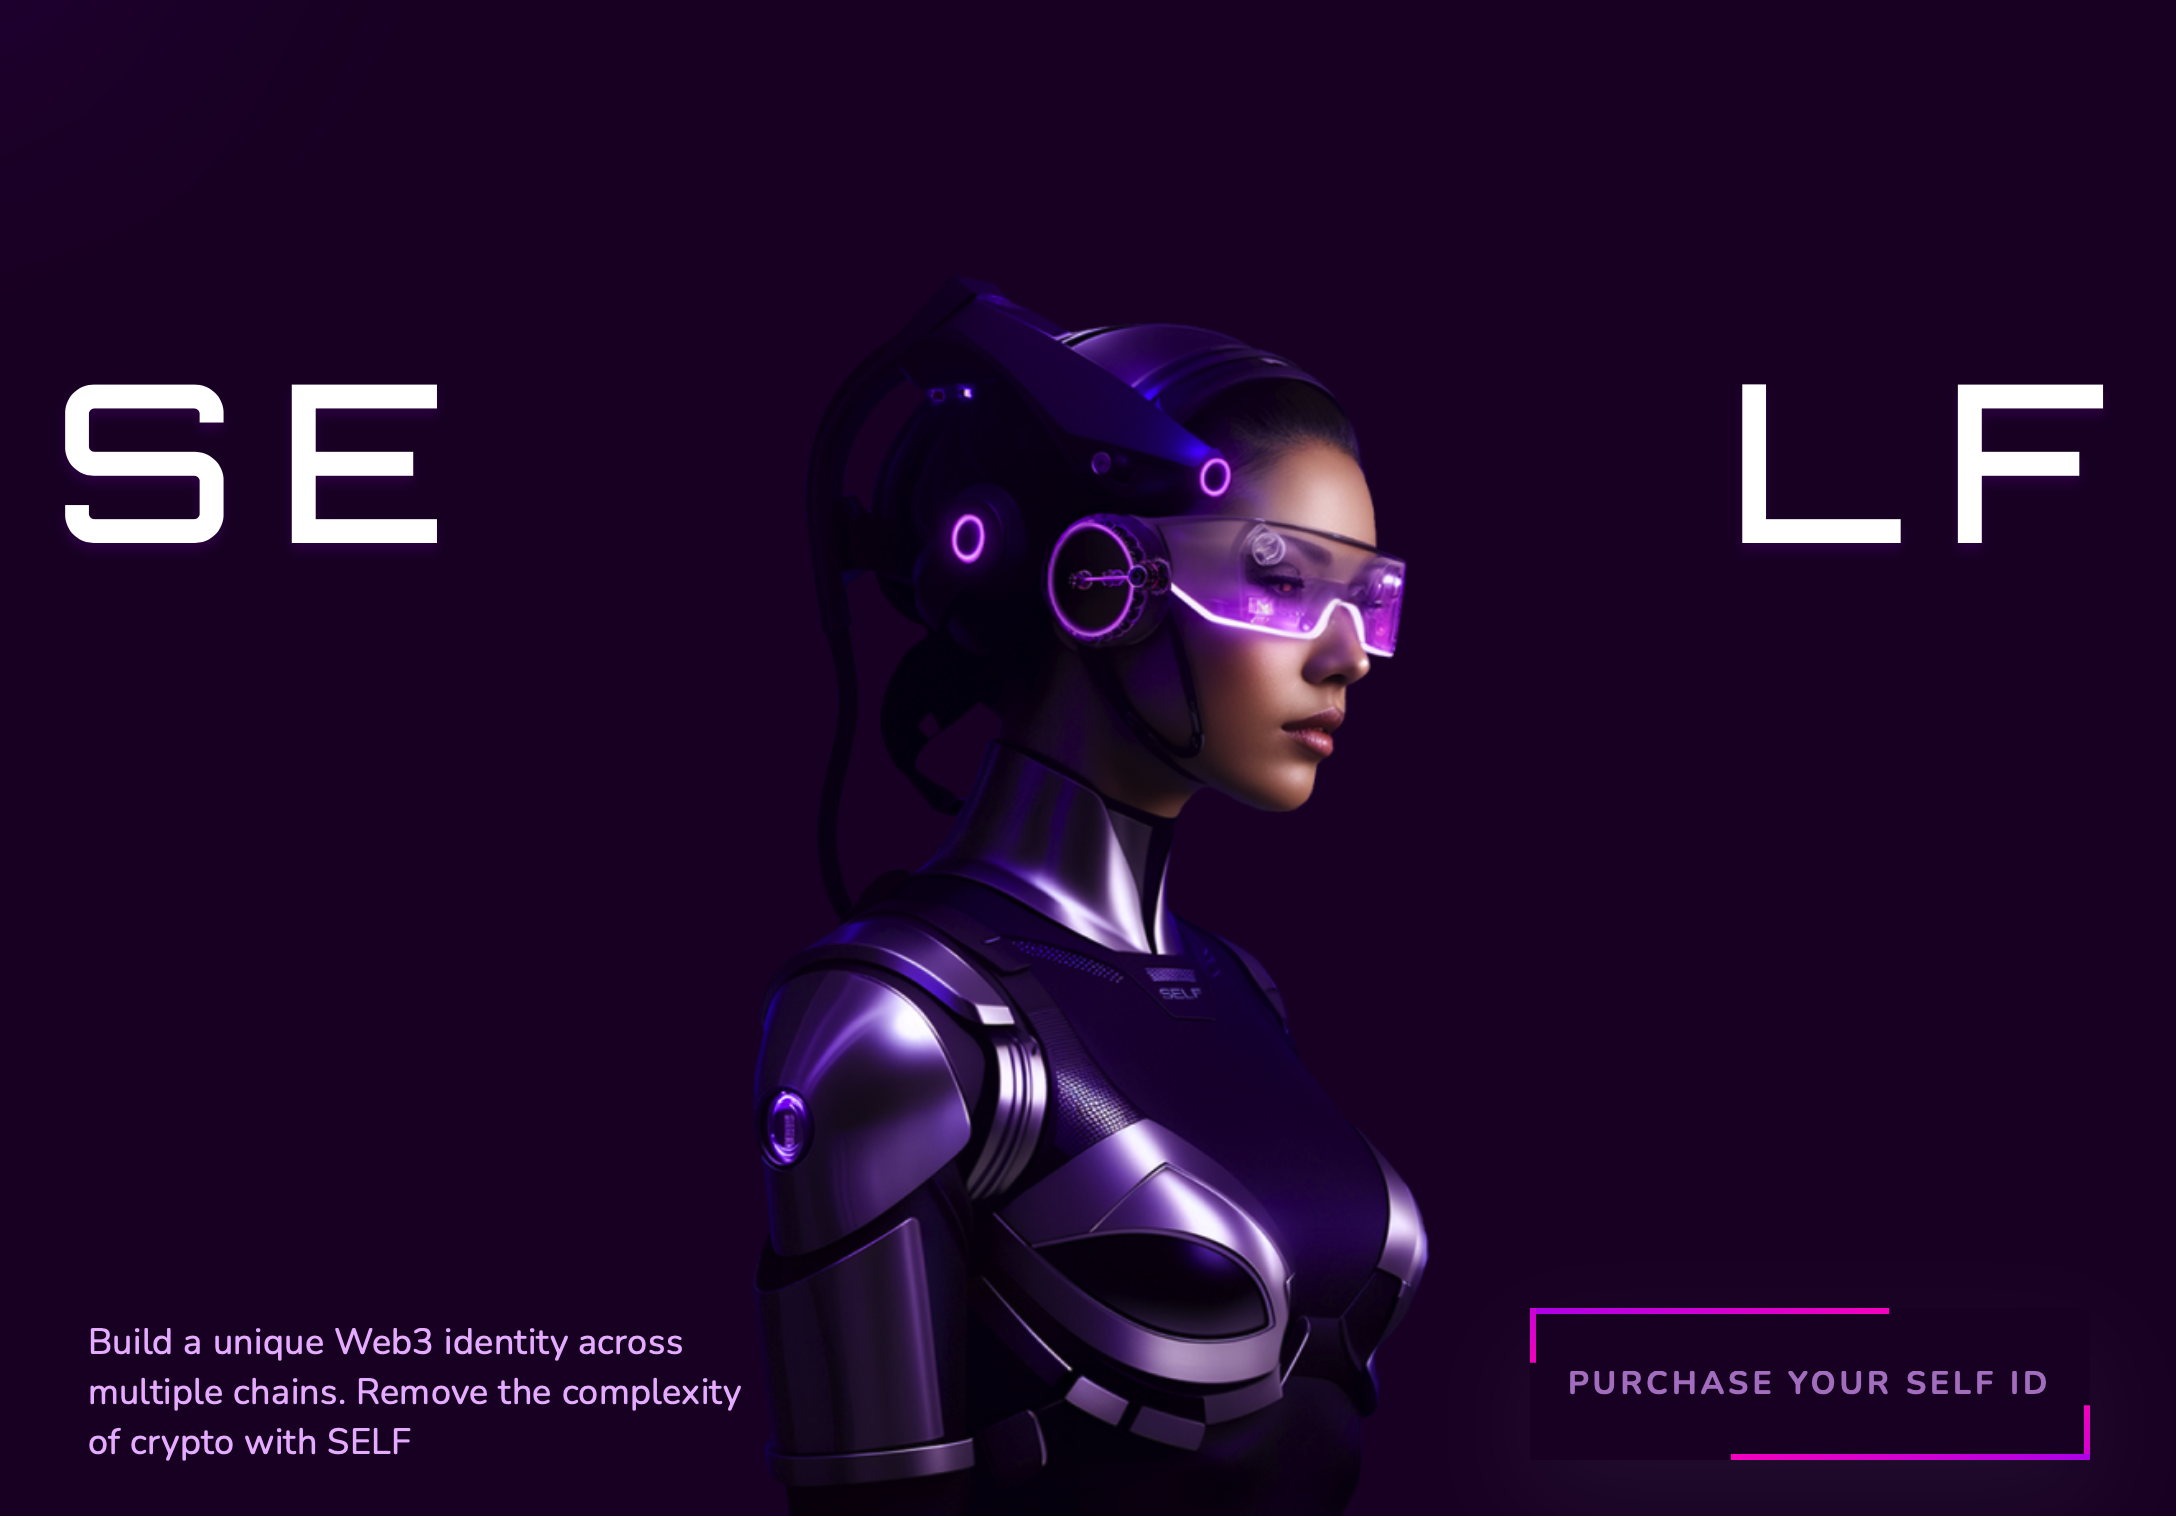 SE LF
SELF
Build a unique Web3 identity across
multiple chains. Remove the complexity
of crypto with SELF
PURCHASE YOUR SELF ID